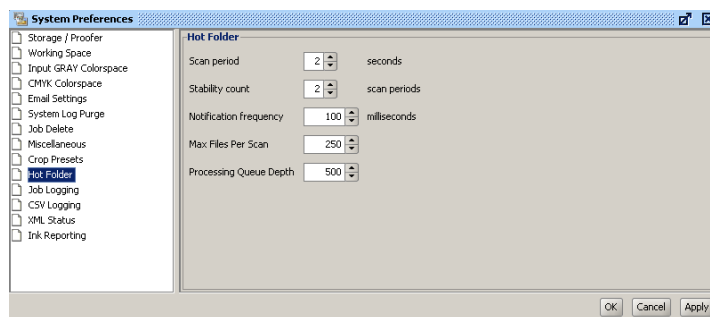 System Preferences
Storage / Proofer
Working Space
Input GRAY Colorspace
CMYK Colorspace
Email Settings
System Log Purge
Job Delete
Miscellaneous
Crop Presets
Hot Folder
Job Logging
CSV Logging
XML Status
Ink Reporting
Hot Folder
Scan period 2 seconds
Stability count 2 scan periods
Notification frequency 100 milliseconds
Max Files Per Scan 250
Processing Queue Depth 500
OK Cancel Apply